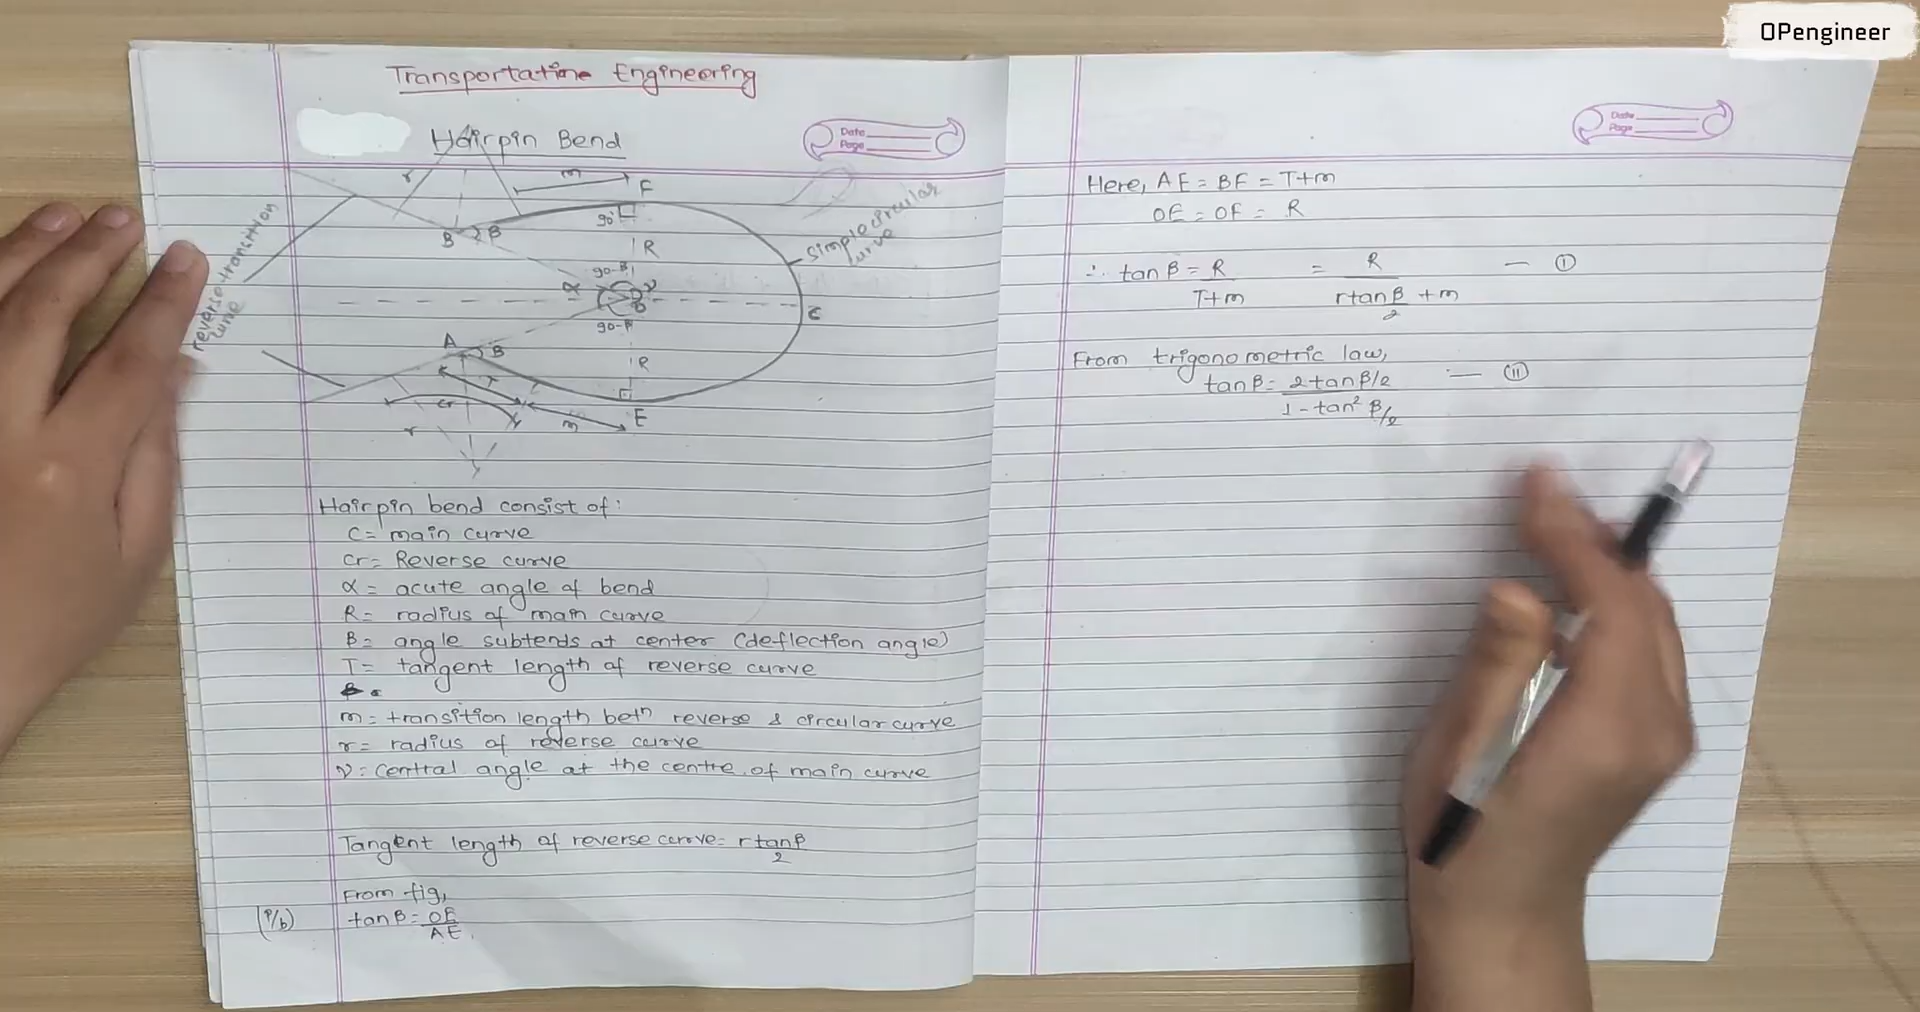 OPengineer
Transportation Engineering
Hairpin Bend
Date
Page
r
m
F
90°
B
β
R
simple circular
curve
reverse transition
curve
90-β
α
γ
O
C
90-β
A
β
R
T
cr
m
E
r
Hairpin bend consist of:
C= main curve
Cr= Reverse curve
α = acute angle of bend
R= radius of main curve
β= angle subtends at center (deflection angle)
T= tangent length of reverse curve
m= transition length betn reverse & circular curve
r= radius of reverse curve
γ= central angle at the centre of main curve
Tangent length of reverse curve= r tan β/2
From fig,
(P/b) tan β = OE/AE
Date
Page
Here, AE = BF = T+m
OE = OF = R
∴ tan β = R/T+m = R/r tan β/2 + m — (I)
From trigonometric law,
tan β = 2 tan β/2 / 1 - tan² β/2 — (II)